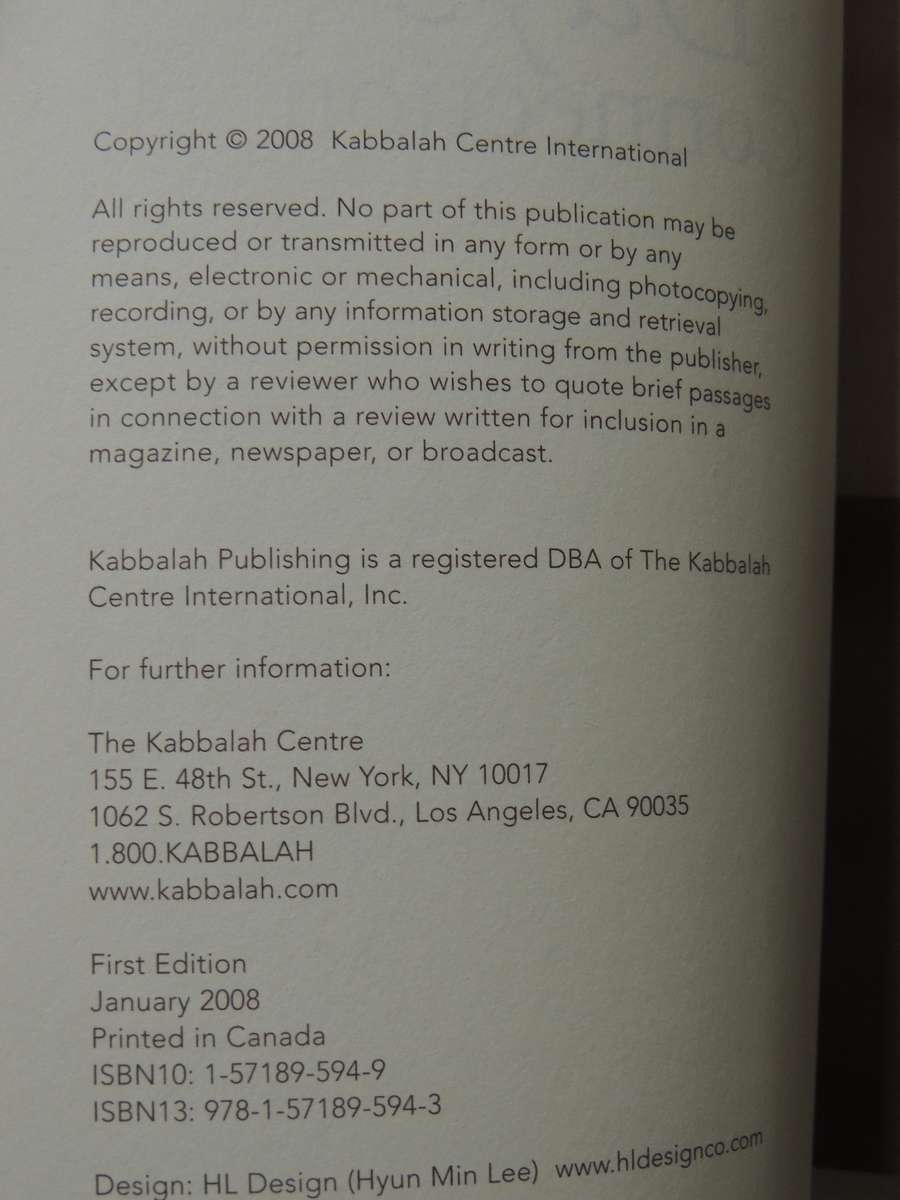 Copyright © 2008 Kabbalah Centre International
All rights reserved. No part of this publication may be
reproduced or transmitted in any form or by any
means, electronic or mechanical, including photocopying,
recording, or by any information storage and retrieval
system, without permission in writing from the publisher,
except by a reviewer who wishes to quote brief passages
in connection with a review written for inclusion in a
magazine, newspaper, or broadcast.
Kabbalah Publishing is a registered DBA of The Kabbalah
Centre International, Inc.
For further information:
The Kabbalah Centre
155 E. 48th St., New York, NY 10017
1062 S. Robertson Blvd., Los Angeles, CA 90035
1.800.KABBALAH
www.kabbalah.com
First Edition
January 2008
Printed in Canada
ISBN10: 1-57189-594-9
ISBN13: 978-1-57189-594-3
Design: HL Design (Hyun Min Lee) www.hldesignco.com